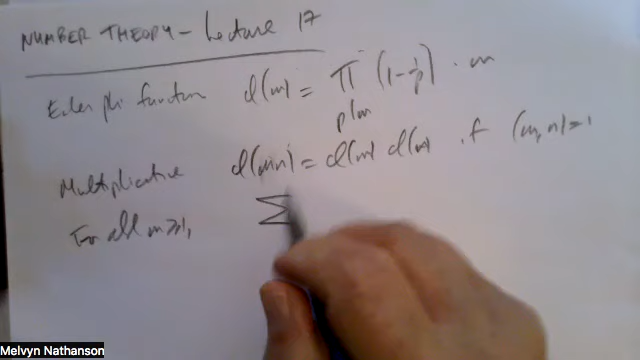 NUMBER THEORY - Lecture 17
Euler phi function φ(m) = ∏ (1 - 1/p) · m
p|m
Multiplicative φ(mn) = φ(m) φ(n) if (m, n) = 1
For all m ≥ 1, ∑
Melvyn Nathanson